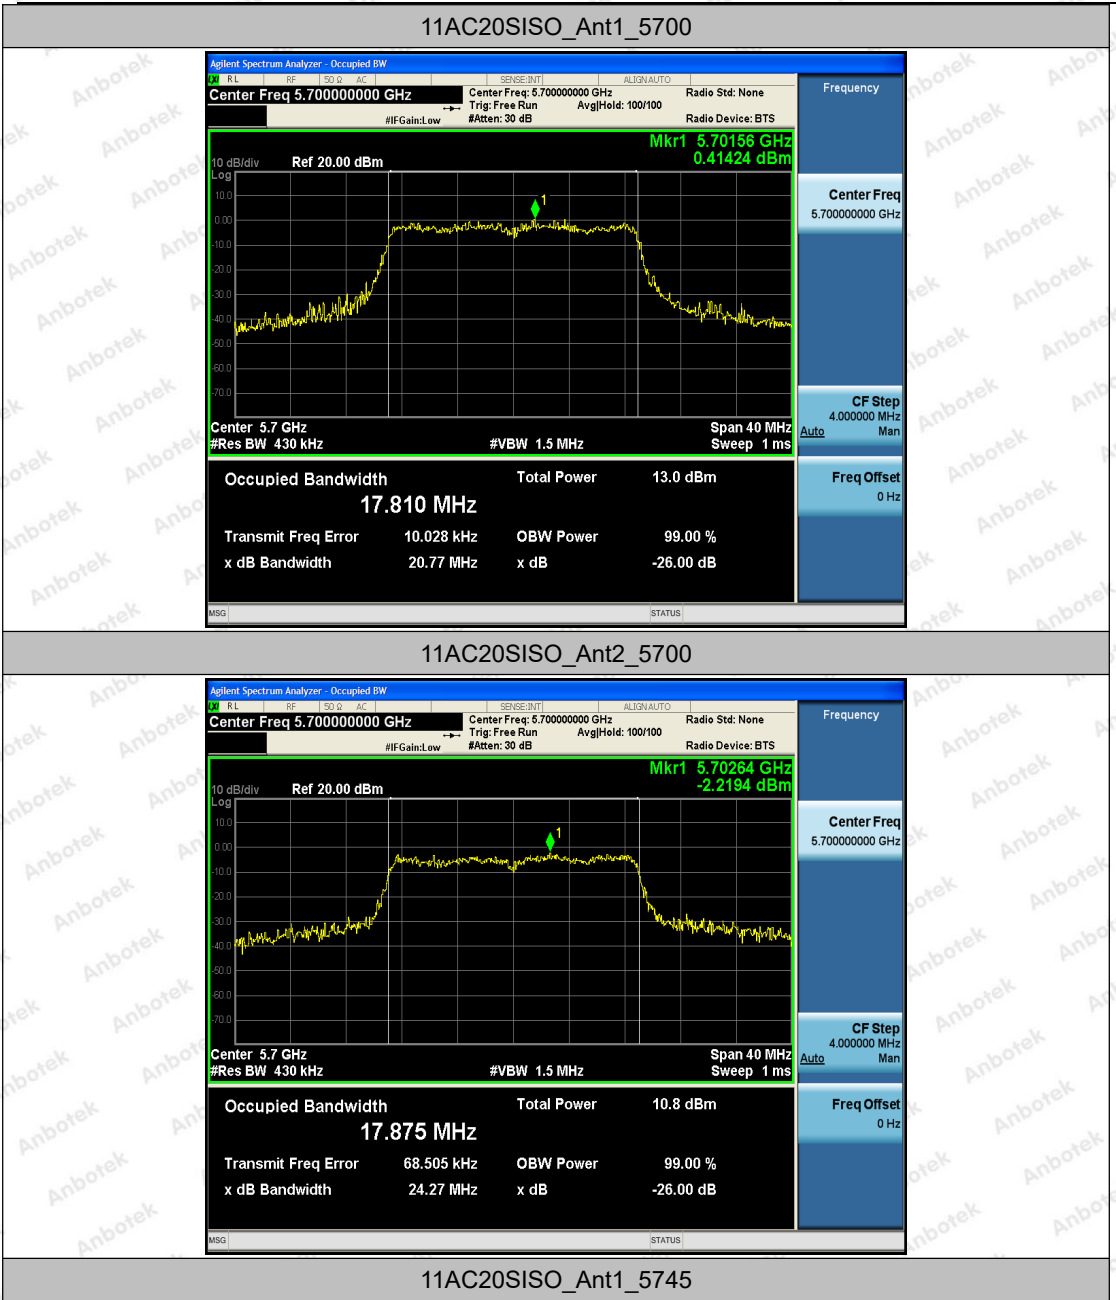 11AC20SISO_Ant1_5700
Agilent Spectrum Analyzer - Occupied BW
LXI RL RF 50 Ω AC SENSE:INT ALIGNAUTO
Center Freq 5.700000000 GHz Center Freq: 5.700000000 GHz Radio Std: None Frequency
Trig: Free Run Avg|Hold: 100/100
#IFGain:Low #Atten: 30 dB Radio Device: BTS
Mkr1 5.70156 GHz
10 dB/div Ref 20.00 dBm 0.41424 dBm
Log
10.0
0.00
-10.0
-20.0
-30.0
-40.0
-50.0
-60.0
-70.0
1
Center Freq
5.700000000 GHz
CF Step
4.000000 MHz
Auto Man
Center 5.7 GHz Span 40 MHz
#Res BW 430 kHz #VBW 1.5 MHz Sweep 1 ms
Freq Offset
0 Hz
Occupied Bandwidth Total Power 13.0 dBm
17.810 MHz
Transmit Freq Error 10.028 kHz OBW Power 99.00 %
x dB Bandwidth 20.77 MHz x dB -26.00 dB
MSG STATUS
11AC20SISO_Ant2_5700
Agilent Spectrum Analyzer - Occupied BW
LXI RL RF 50 Ω AC SENSE:INT ALIGNAUTO
Center Freq 5.700000000 GHz Center Freq: 5.700000000 GHz Radio Std: None Frequency
Trig: Free Run Avg|Hold: 100/100
#IFGain:Low #Atten: 30 dB Radio Device: BTS
Mkr1 5.70264 GHz
10 dB/div Ref 20.00 dBm -2.2194 dBm
Log
10.0
0.00
-10.0
-20.0
-30.0
-40.0
-50.0
-60.0
-70.0
1
Center Freq
5.700000000 GHz
CF Step
4.000000 MHz
Auto Man
Center 5.7 GHz Span 40 MHz
#Res BW 430 kHz #VBW 1.5 MHz Sweep 1 ms
Freq Offset
0 Hz
Occupied Bandwidth Total Power 10.8 dBm
17.875 MHz
Transmit Freq Error 68.505 kHz OBW Power 99.00 %
x dB Bandwidth 24.27 MHz x dB -26.00 dB
MSG STATUS
11AC20SISO_Ant1_5745
Anbotek